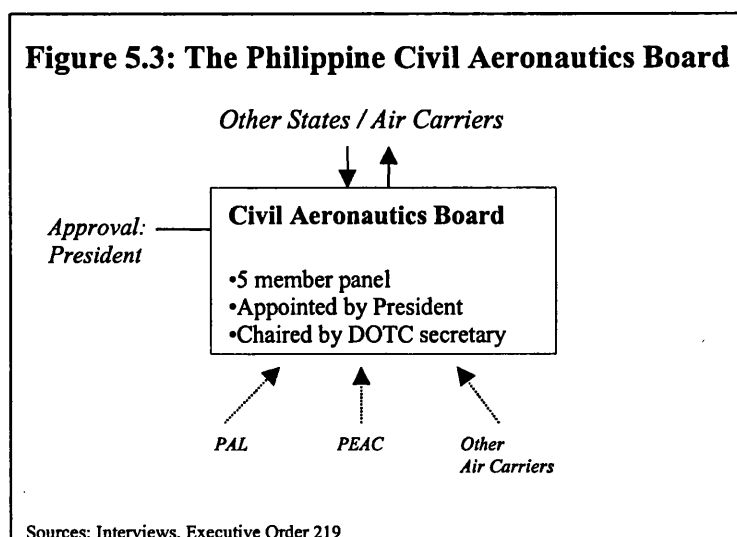 Figure 5.3: The Philippine Civil Aeronautics Board
Other States / Air Carriers
Approval:
President
Civil Aeronautics Board
•5 member panel
•Appointed by President
•Chaired by DOTC secretary
PAL
PEAC
Other
Air Carriers
Sources: Interviews, Executive Order 219